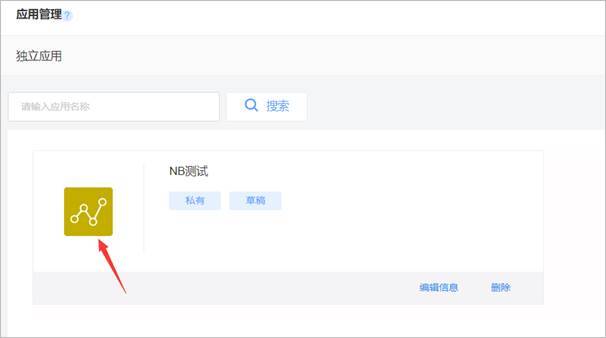 应用管理?
独立应用
请输入应用名称
搜索
NB测试
私有 草稿
编辑信息 删除